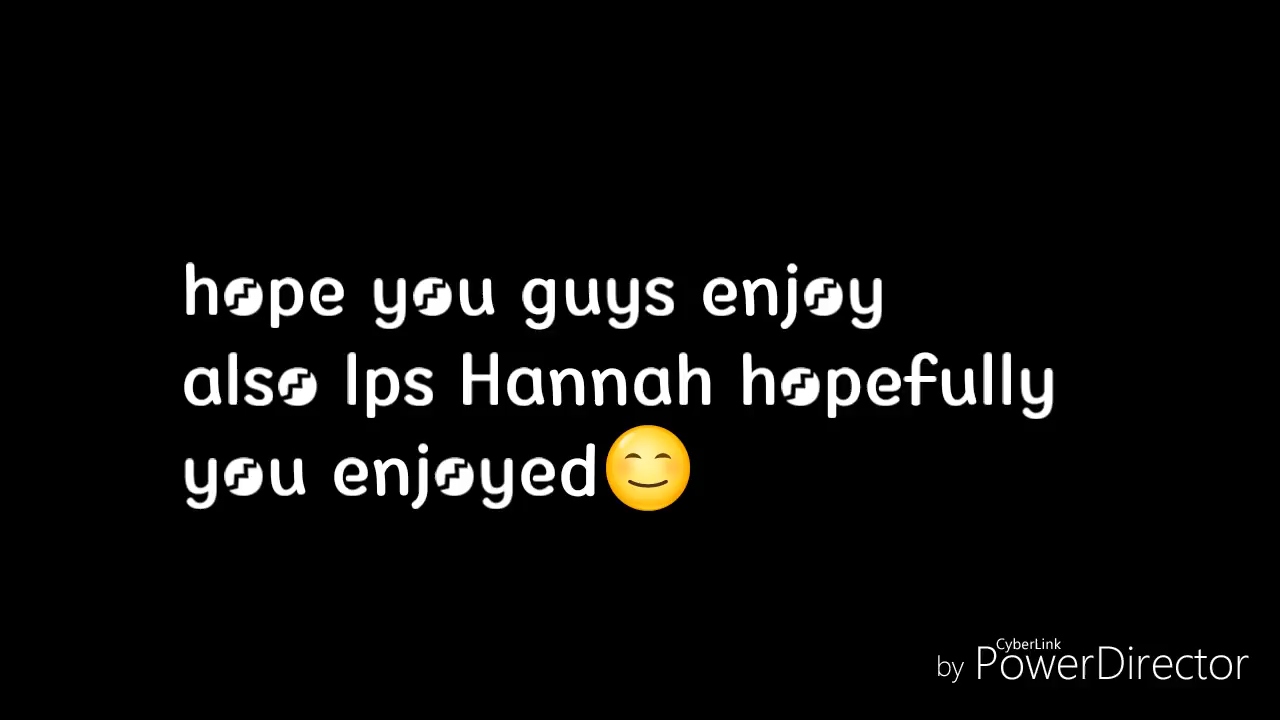 hope you guys enjoy
also lps Hannah hopefully
you enjoyed😊
CyberLink
by PowerDirector